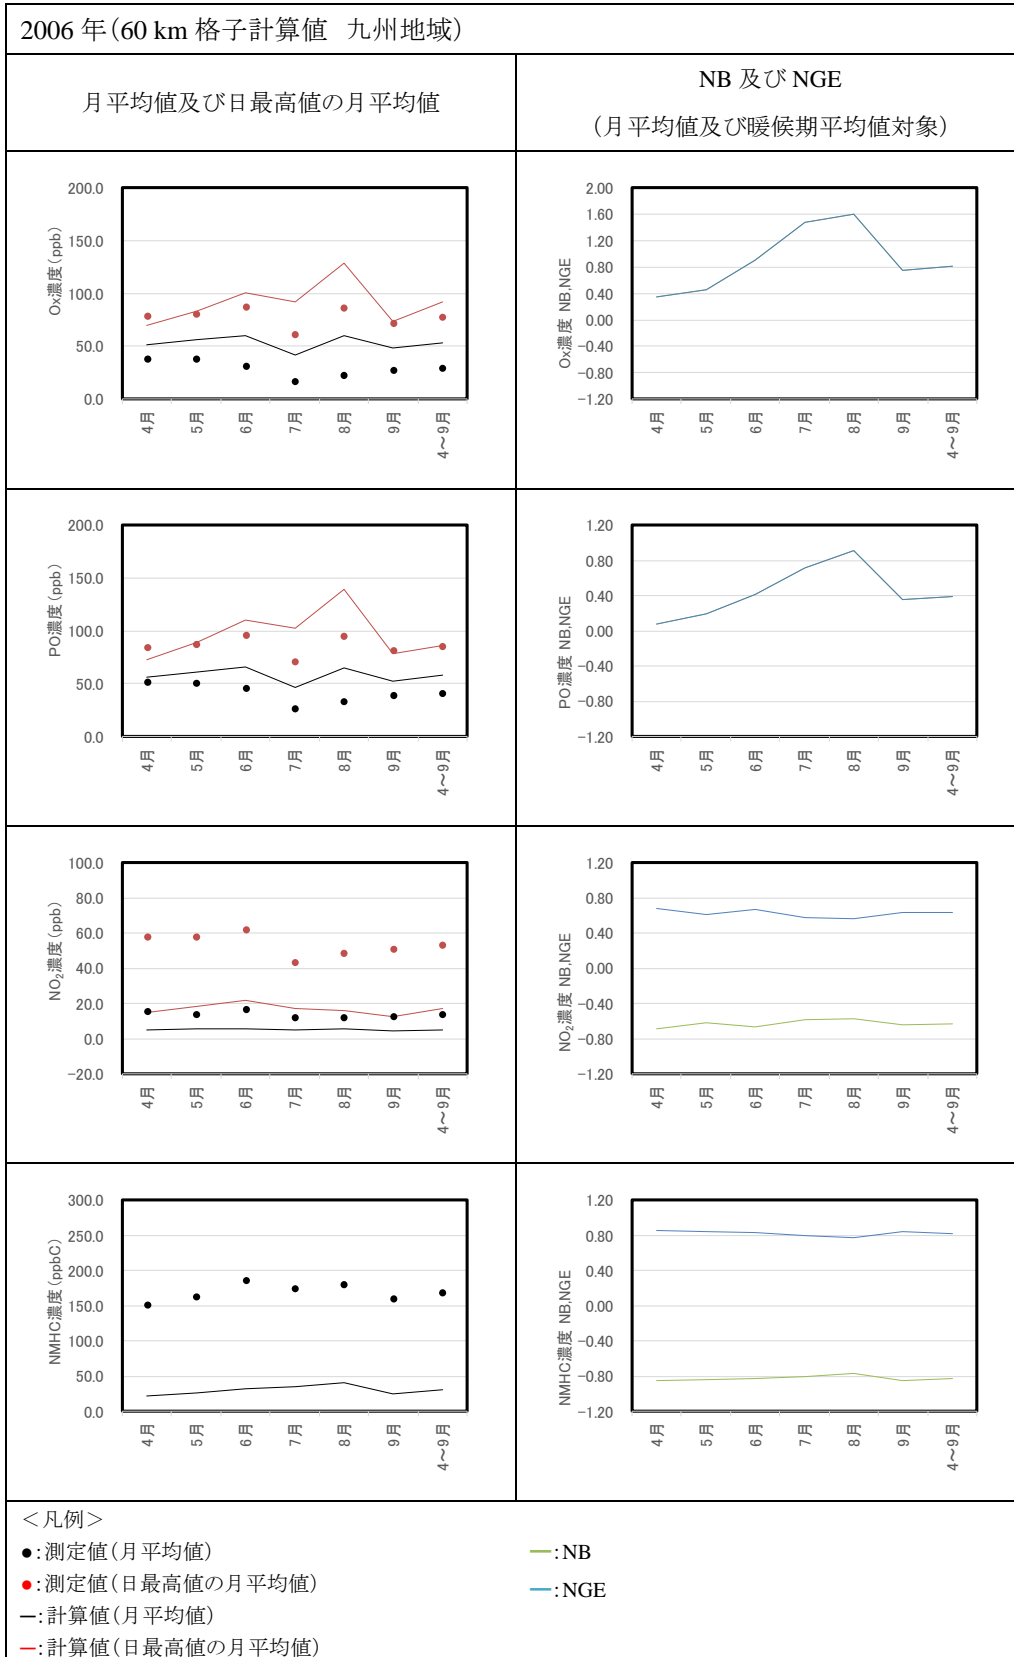 2006 年(60 km 格子計算値　九州地域)
月平均値及び日最高値の月平均値
NB 及び NGE
(月平均値及び暖候期平均値対象)
Ox濃度(ppb)
200.0
150.0
100.0
50.0
0.0
4月 5月 6月 7月 8月 9月 4～9月
Ox濃度 NB,NGE
2.00
1.60
1.20
0.80
0.40
0.00
−0.40
−0.80
−1.20
4月 5月 6月 7月 8月 9月 4～9月
PO濃度(ppb)
200.0
150.0
100.0
50.0
0.0
4月 5月 6月 7月 8月 9月 4～9月
PO濃度 NB,NGE
1.20
0.80
0.40
0.00
−0.40
−0.80
−1.20
4月 5月 6月 7月 8月 9月 4～9月
NO₂濃度(ppb)
100.0
80.0
60.0
40.0
20.0
0.0
−20.0
4月 5月 6月 7月 8月 9月 4～9月
NO₂濃度 NB,NGE
1.20
0.80
0.40
0.00
−0.40
−0.80
−1.20
4月 5月 6月 7月 8月 9月 4～9月
NMHC濃度(ppbC)
300.0
250.0
200.0
150.0
100.0
50.0
0.0
4月 5月 6月 7月 8月 9月 4～9月
NMHC濃度 NB,NGE
1.20
0.80
0.40
0.00
−0.40
−0.80
−1.20
4月 5月 6月 7月 8月 9月 4～9月
＜凡例＞
●:測定値(月平均値)
●:測定値(日最高値の月平均値)
―:計算値(月平均値)
―:計算値(日最高値の月平均値)
―:NB
―:NGE